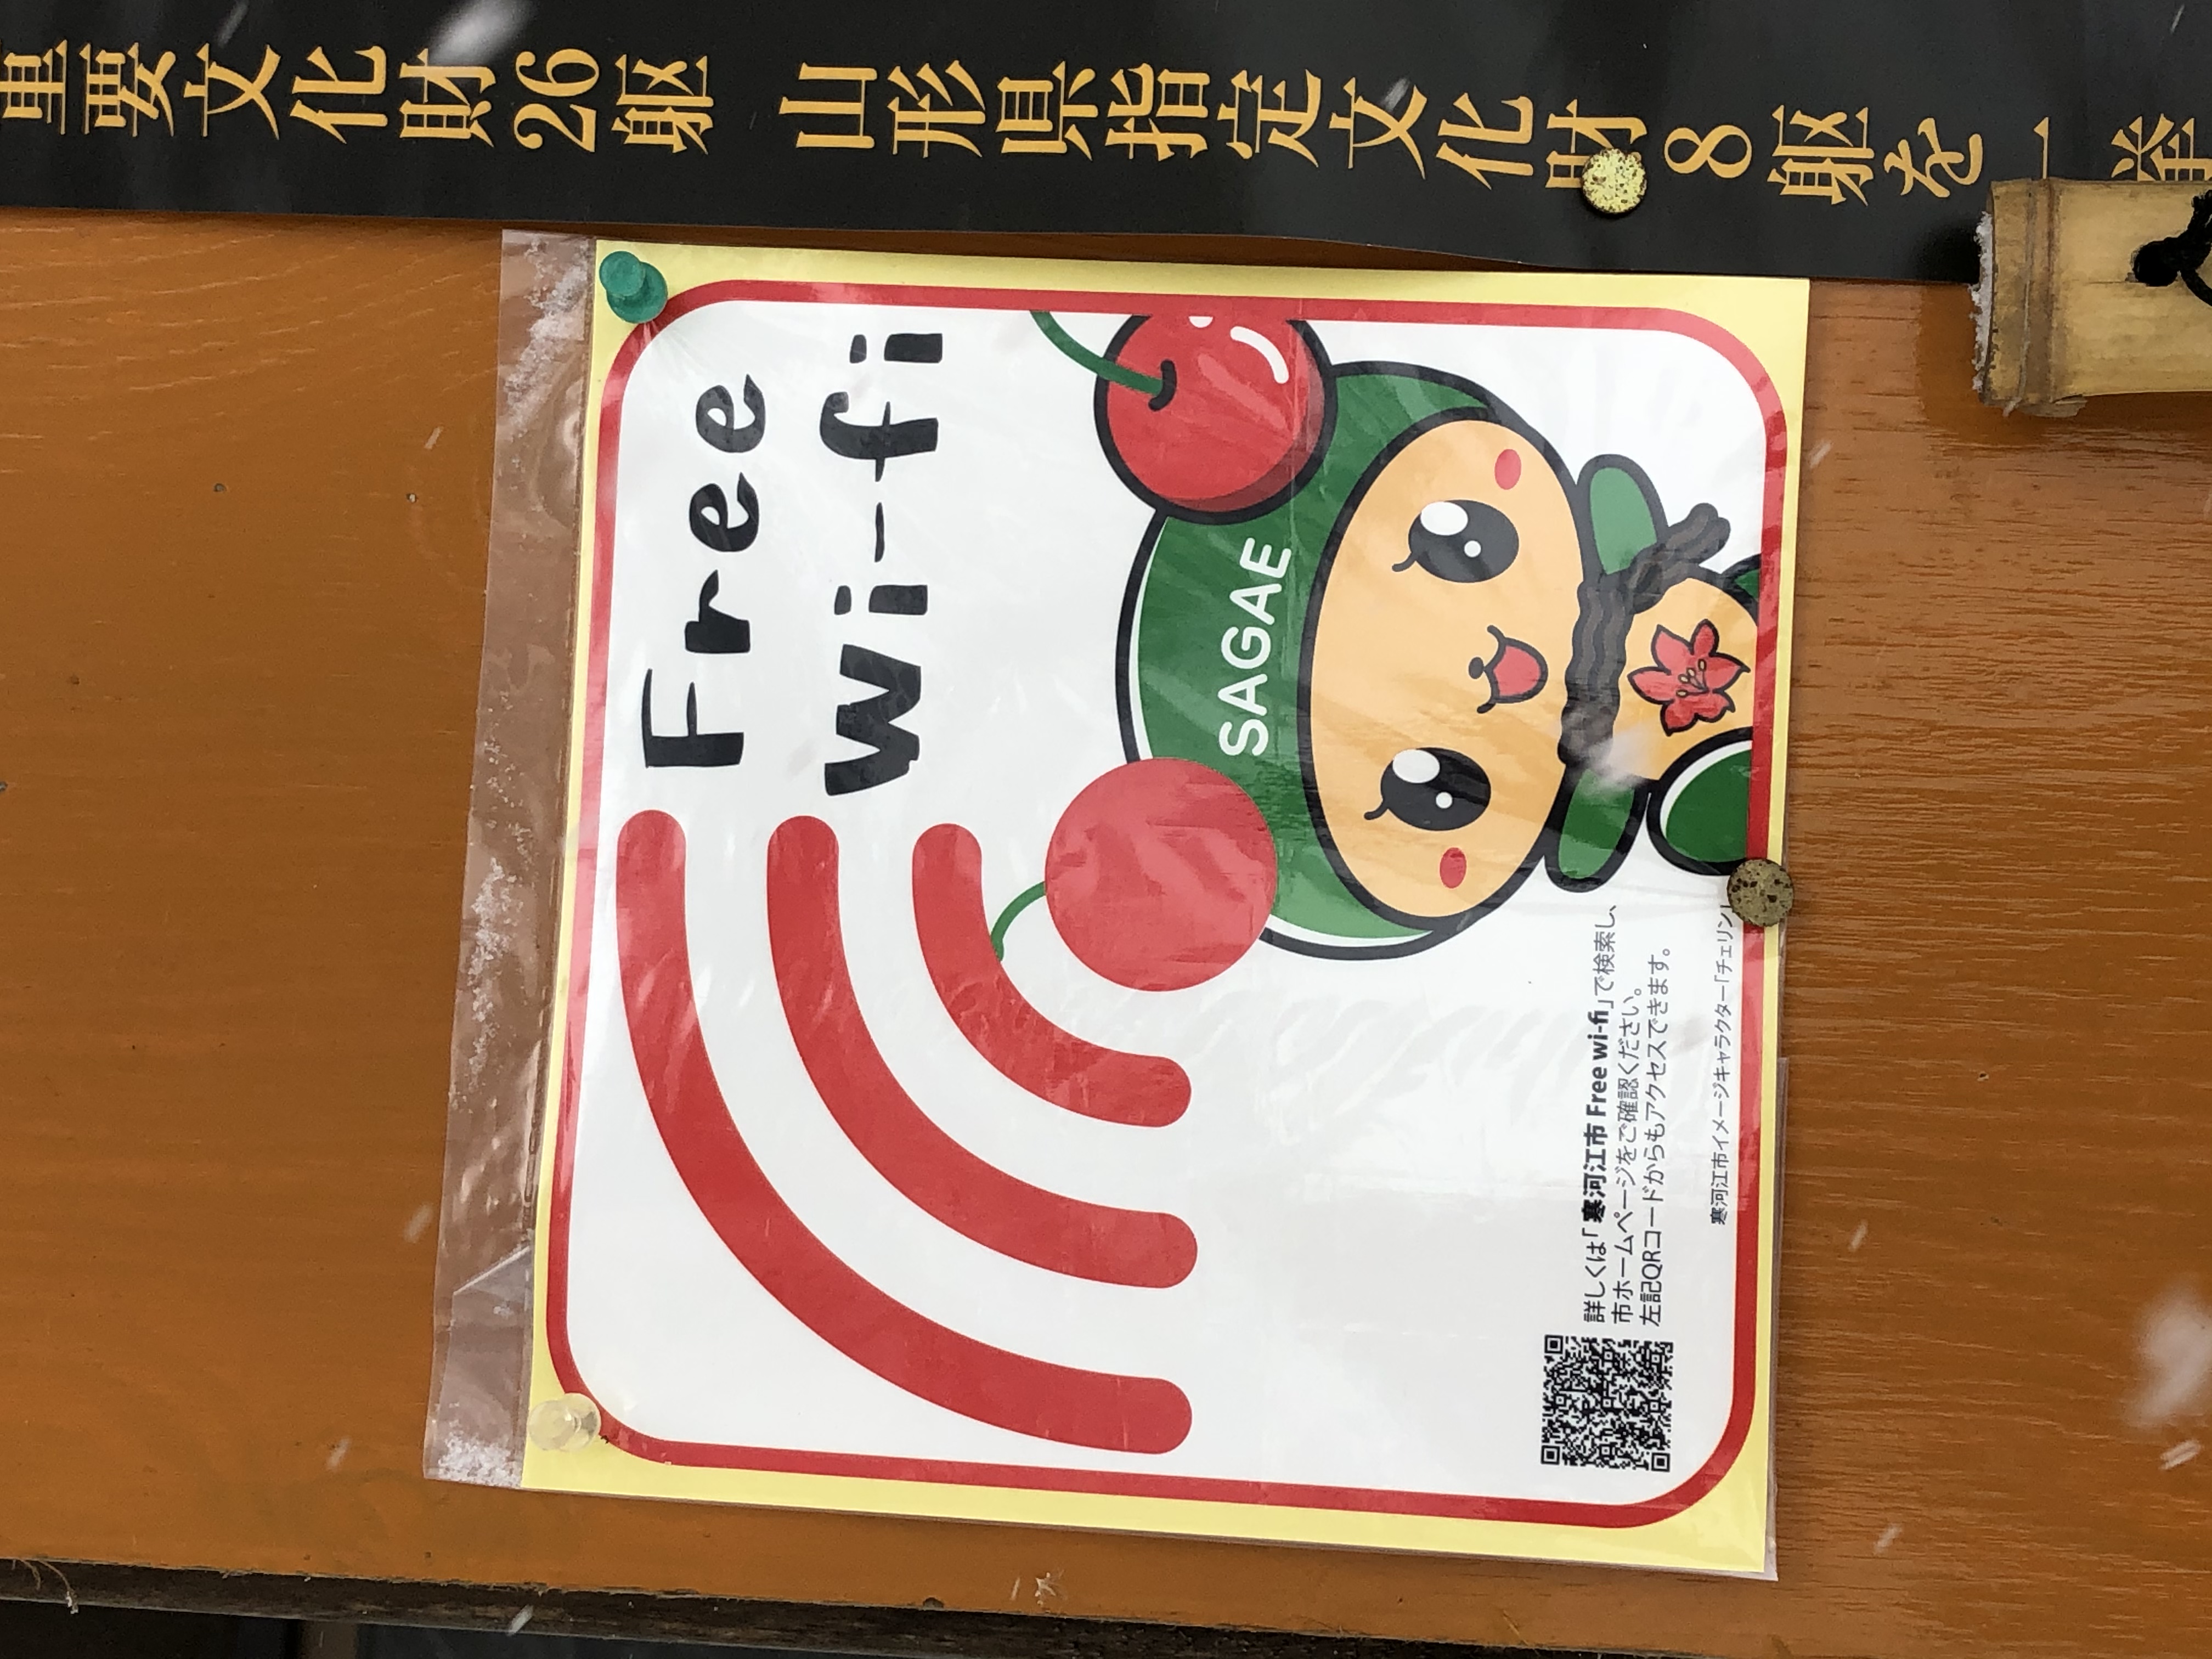 重要文化財26躯 山形県指定文化財8躯を一
Free
wi-fi
SAGAE
詳しくは「寒河江市 Free wi-fi」で検索し、
市ホームページをご確認ください。
左記QRコードからもアクセスできます。
寒河江市イメージキャラクター「チェリン」